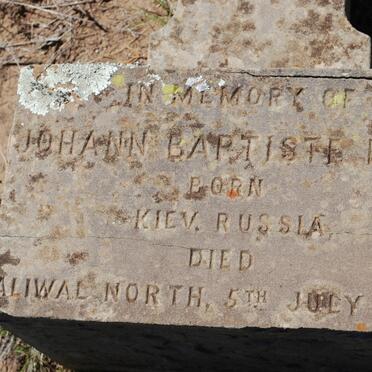 IN MEMORY OF
JOHANN BAPTISTE
BORN
KIEV. RUSSIA
DIED
ALIWAL NORTH, 5TH JULY